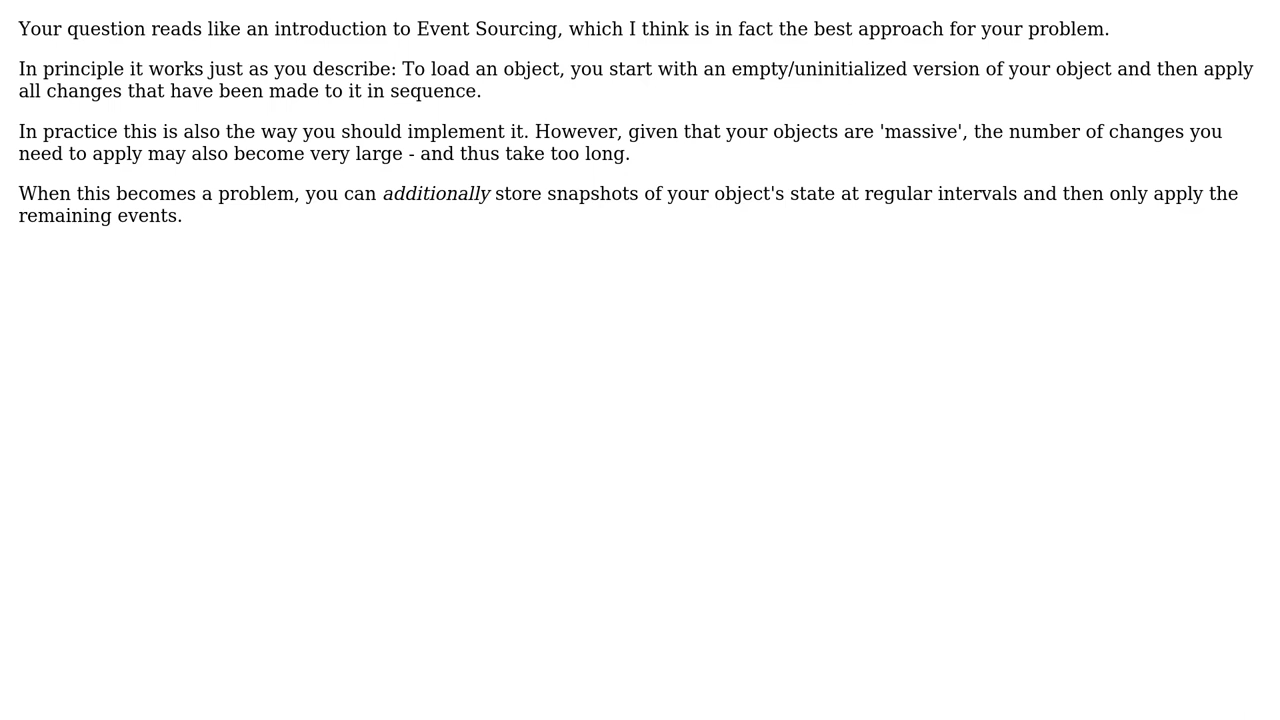 Your question reads like an introduction to Event Sourcing, which I think is in fact the best approach for your problem.
In principle it works just as you describe: To load an object, you start with an empty/uninitialized version of your object and then apply
all changes that have been made to it in sequence.
In practice this is also the way you should implement it. However, given that your objects are 'massive', the number of changes you
need to apply may also become very large - and thus take too long.
When this becomes a problem, you can additionally store snapshots of your object's state at regular intervals and then only apply the
remaining events.